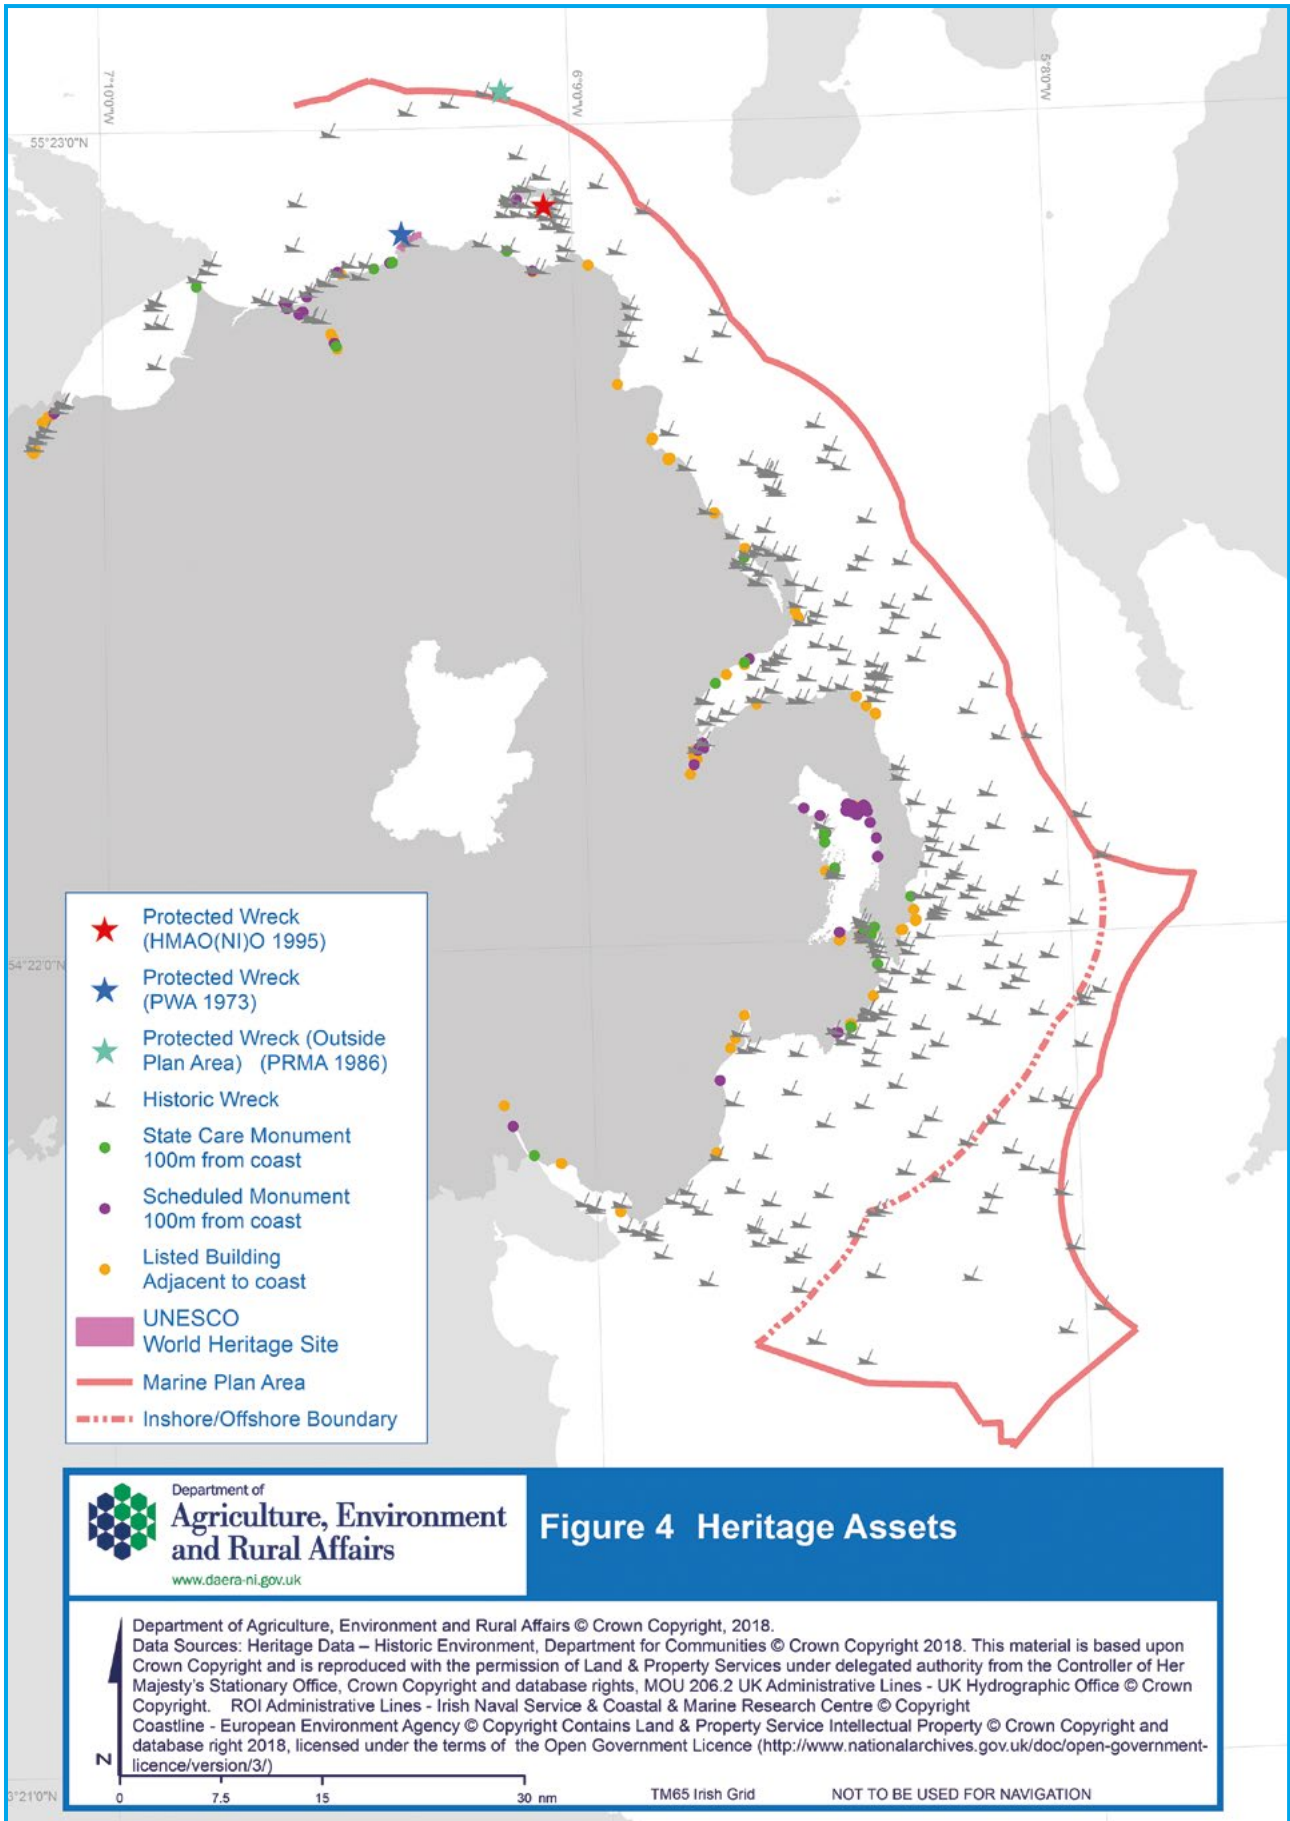 7°10'0"W
6°9'0"W
5°8'0"W
55°23'0"N
54°22'0"N
3°21'0"N
Protected Wreck
(HMAO(NI)O 1995)
Protected Wreck
(PWA 1973)
Protected Wreck (Outside
Plan Area) (PRMA 1986)
Historic Wreck
State Care Monument
100m from coast
Scheduled Monument
100m from coast
Listed Building
Adjacent to coast
UNESCO
World Heritage Site
Marine Plan Area
Inshore/Offshore Boundary
Department of
Agriculture, Environment
and Rural Affairs
www.daera-ni.gov.uk
Figure 4 Heritage Assets
Department of Agriculture, Environment and Rural Affairs © Crown Copyright, 2018.
Data Sources: Heritage Data – Historic Environment, Department for Communities © Crown Copyright 2018. This material is based upon
Crown Copyright and is reproduced with the permission of Land & Property Services under delegated authority from the Controller of Her
Majesty's Stationary Office, Crown Copyright and database rights, MOU 206.2 UK Administrative Lines - UK Hydrographic Office © Crown
Copyright. ROI Administrative Lines - Irish Naval Service & Coastal & Marine Research Centre © Copyright
Coastline - European Environment Agency © Copyright Contains Land & Property Service Intellectual Property © Crown Copyright and
database right 2018, licensed under the terms of the Open Government Licence (http://www.nationalarchives.gov.uk/doc/open-government-
licence/version/3/)
N
0 7.5 15 30 nm
TM65 Irish Grid NOT TO BE USED FOR NAVIGATION